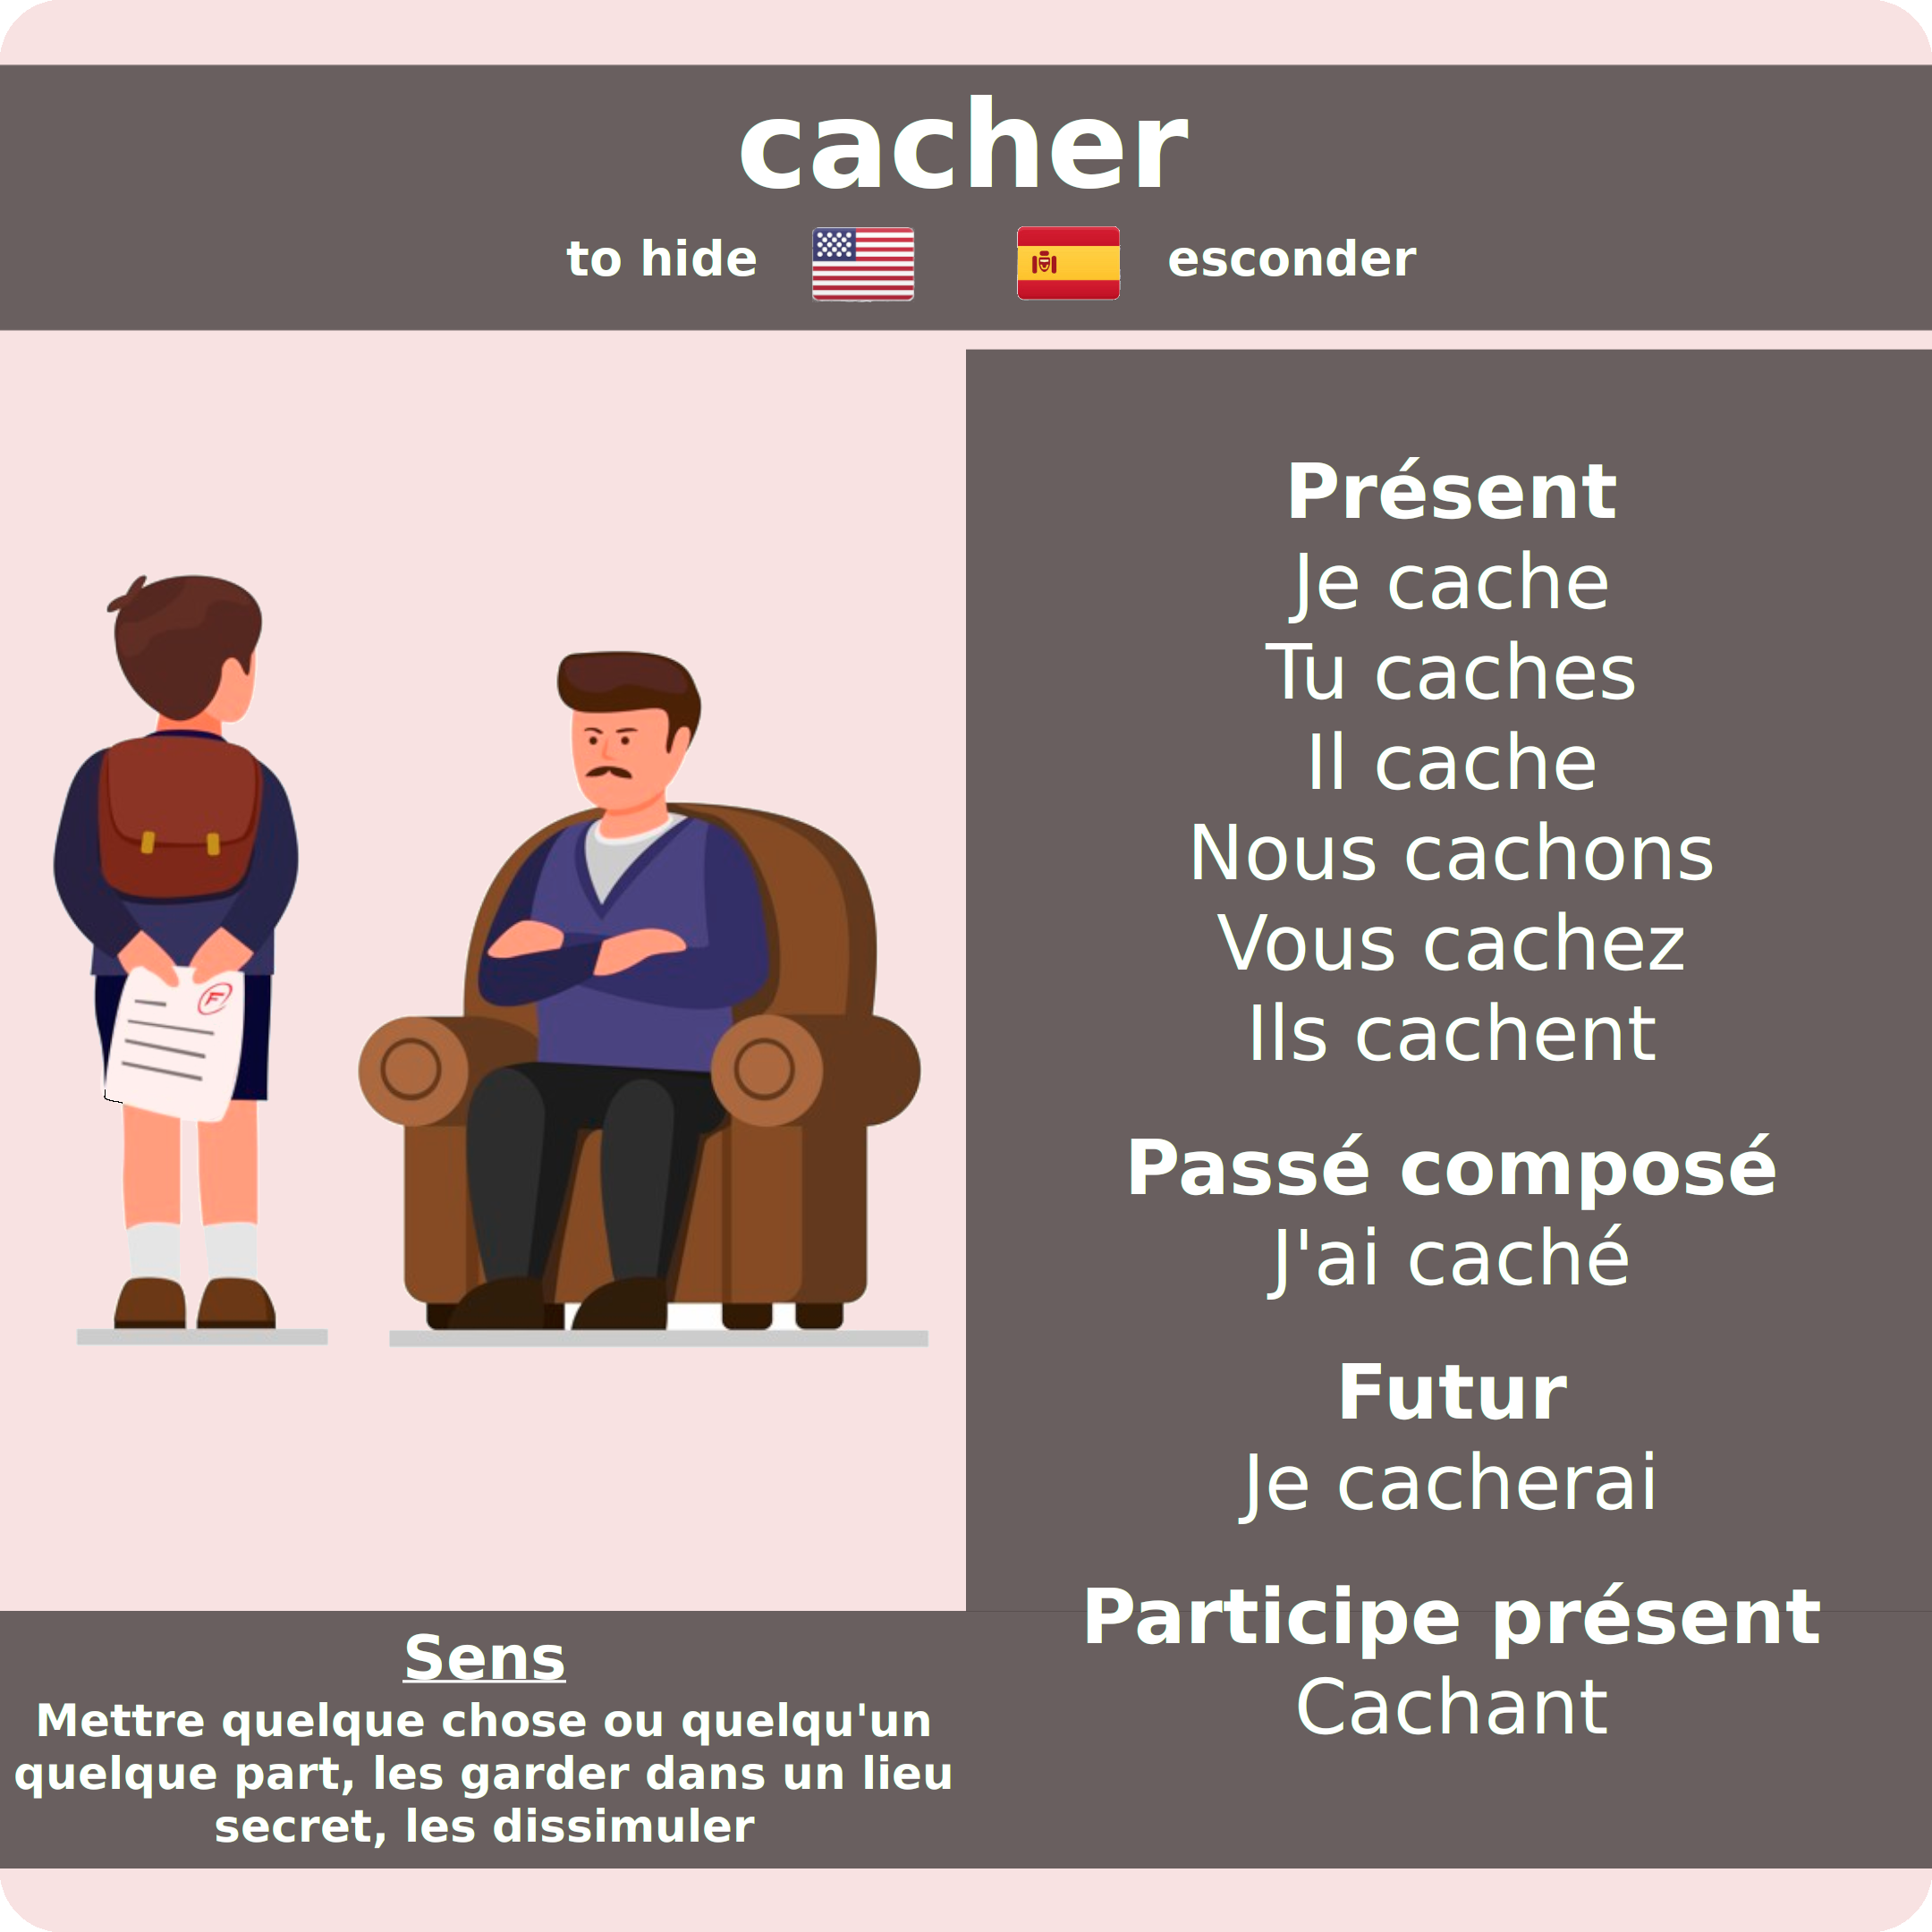 cacher
to hide
esconder
Présent
Je cache
Tu caches
Il cache
Nous cachons
Vous cachez
Ils cachent
Passé composé
J'ai caché
Futur
Je cacherai
Participe présent
Cachant
F
Sens
Mettre quelque chose ou quelqu'un
quelque part, les garder dans un lieu
secret, les dissimuler